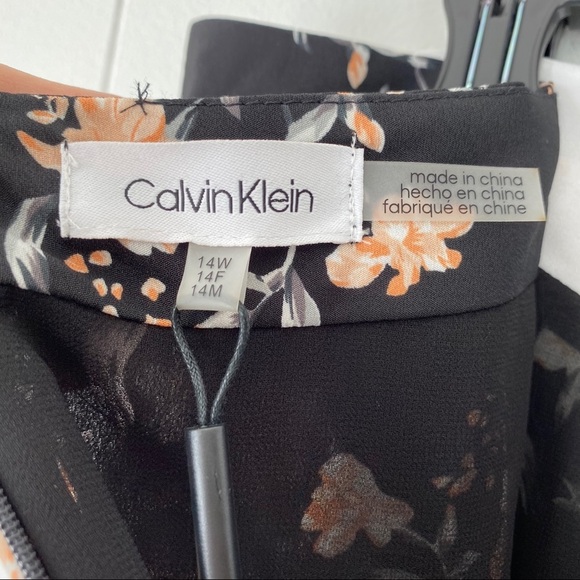 Calvin Klein
made in china
hecho en china
fabriqué en chine
14W
14F
14M